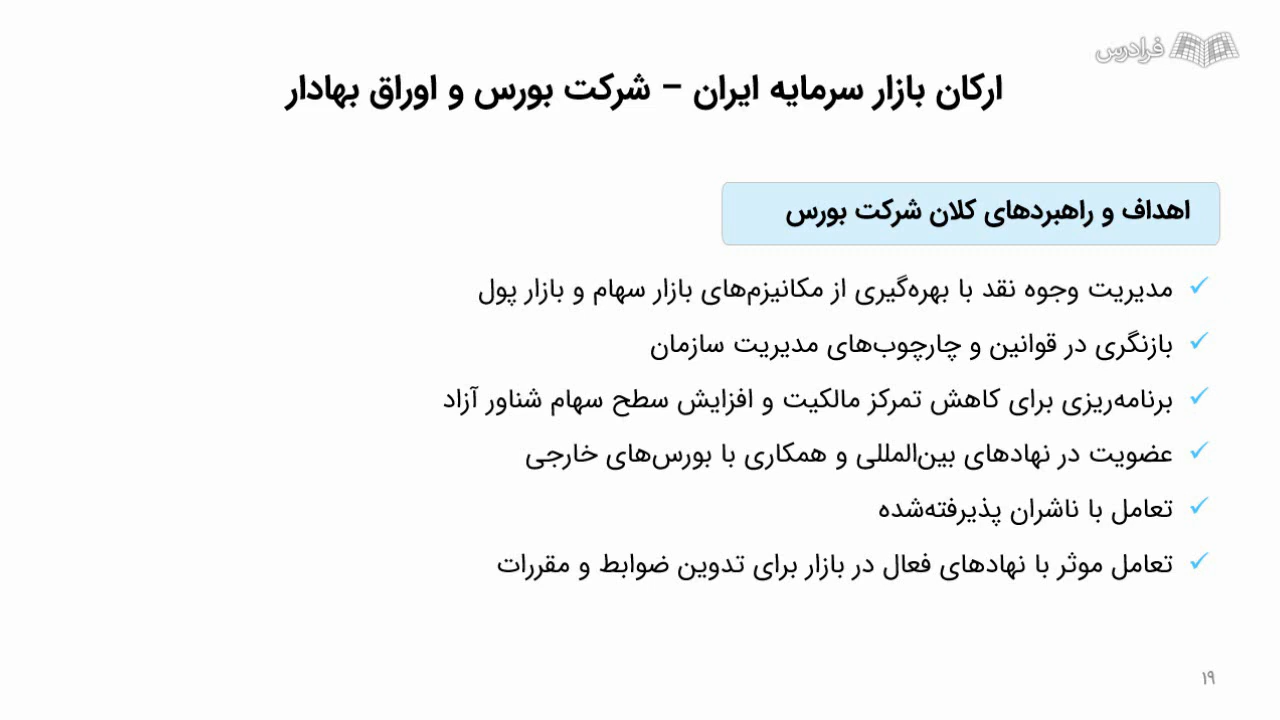 فرادرس
ارکان بازار سرمایه ایران – شرکت بورس و اوراق بهادار
اهداف و راهبردهای کلان شرکت بورس
✓ مدیریت وجوه نقد با بهره‌گیری از مکانیزم‌های بازار سهام و بازار پول
✓ بازنگری در قوانین و چارچوب‌های مدیریت سازمان
✓ برنامه‌ریزی برای کاهش تمرکز مالکیت و افزایش سطح سهام شناور آزاد
✓ عضویت در نهادهای بین‌المللی و همکاری با بورس‌های خارجی
✓ تعامل با ناشران پذیرفته‌شده
✓ تعامل موثر با نهادهای فعال در بازار برای تدوین ضوابط و مقررات
۱۹